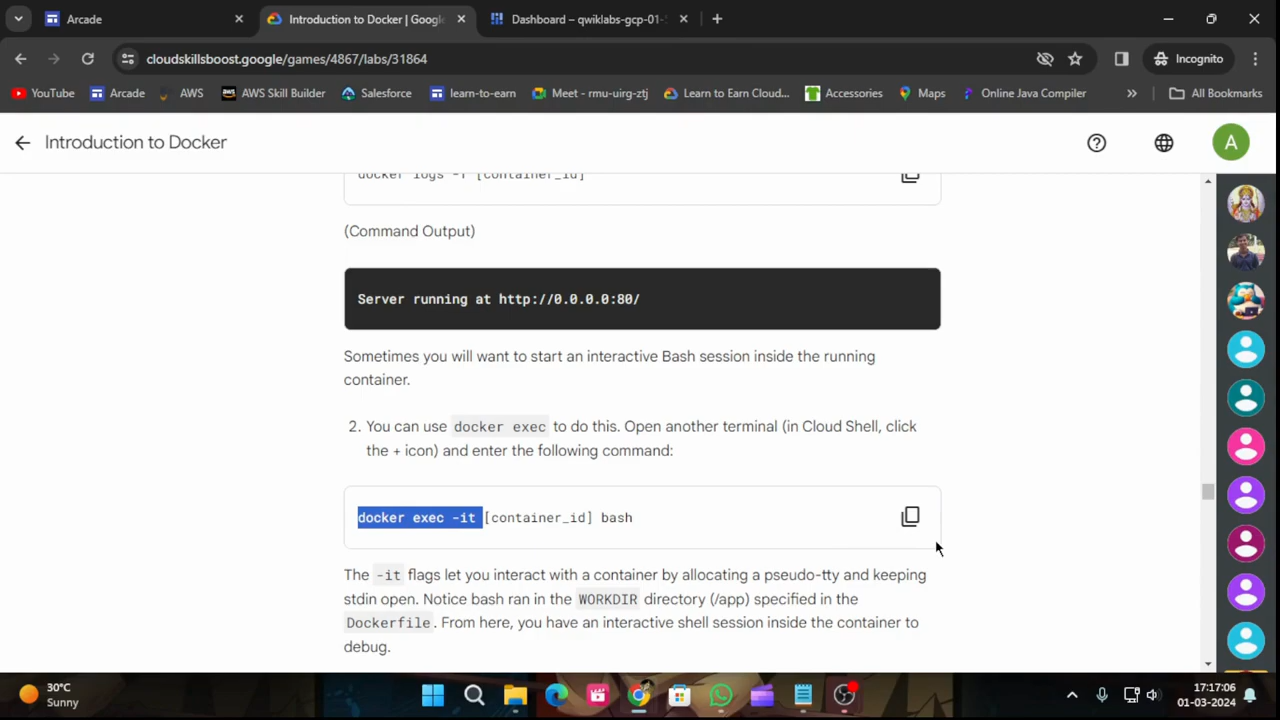 Arcade
Introduction to Docker | Google
Dashboard – qwiklabs-gcp-01-
cloudskillsboost.google/games/4867/labs/31864
Incognito
YouTube
Arcade
AWS
AWS Skill Builder
Salesforce
learn-to-earn
Meet - rmu-uirg-ztj
Learn to Earn Cloud...
Accessories
Maps
Online Java Compiler
»
All Bookmarks
Introduction to Docker
A
docker logs -f [container_id]
(Command Output)
Server running at http://0.0.0.0:80/
Sometimes you will want to start an interactive Bash session inside the running
container.
2. You can use docker exec to do this. Open another terminal (in Cloud Shell, click
the + icon) and enter the following command:
docker exec -it [container_id] bash
The -it flags let you interact with a container by allocating a pseudo-tty and keeping
stdin open. Notice bash ran in the WORKDIR directory (/app) specified in the
Dockerfile. From here, you have an interactive shell session inside the container to
debug.
30°C
Sunny
17:17:06
01-03-2024